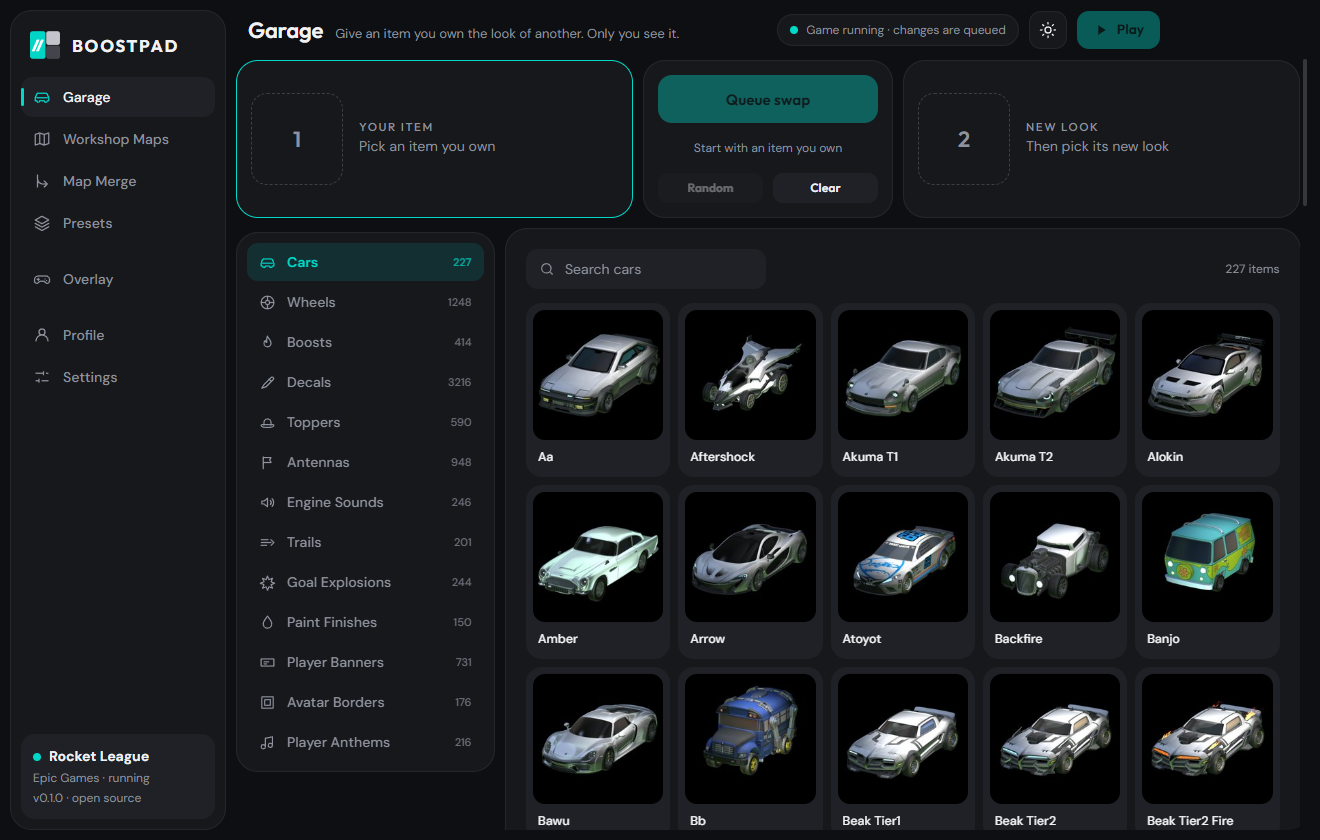 BOOSTPAD
Garage
Workshop Maps
Map Merge
Presets
Overlay
Profile
Settings
Rocket League
Epic Games · running
v0.1.0 · open source
Garage
Give an item you own the look of another. Only you see it.
Game running · changes are queued
Play
1
YOUR ITEM
Pick an item you own
Queue swap
Start with an item you own
Random
Clear
2
NEW LOOK
Then pick its new look
Cars 227
Wheels 1248
Boosts 414
Decals 3216
Toppers 590
Antennas 948
Engine Sounds 246
Trails 201
Goal Explosions 244
Paint Finishes 150
Player Banners 731
Avatar Borders 176
Player Anthems 216
Search cars
227 items
Aa
Aftershock
Akuma T1
Akuma T2
Alokin
Amber
Arrow
Atoyot
Backfire
Banjo
Bawu
Bb
Beak Tier1
Beak Tier2
Beak Tier2 Fire